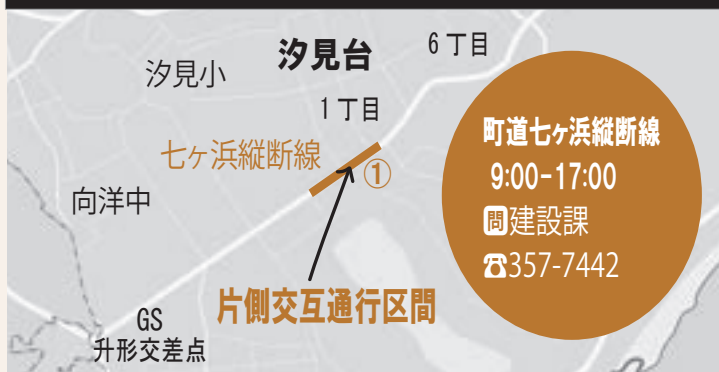 汐見台
6丁目
汐見小
1丁目
七ヶ浜縦断線
①
向洋中
片側交互通行区間
GS
升形交差点
町道七ヶ浜縦断線
9:00-17:00
問建設課
☎357-7442